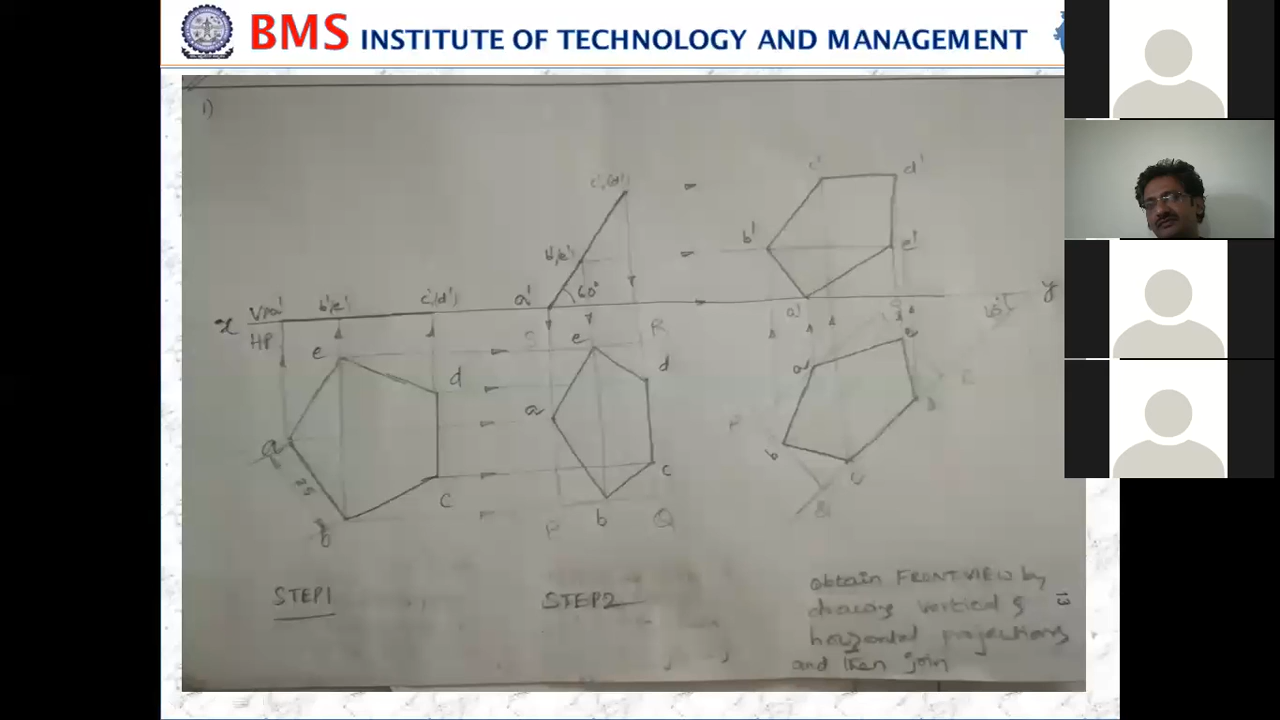 BMS INSTITUTE OF TECHNOLOGY AND MANAGEMENT
1)
c',(d')
c'
d'
b',(e')
b'
e'
60°
a'
a'
x
VP
a'
b'(e')
c',(d')
y
HP
e
d
a
25
b
c
S
R
e
d
a
c
b
P
Q
a
e
d
b
c
P
STEP1
STEP2
obtain FRONT VIEW by
drawing vertical &
horizontal projections
and then join